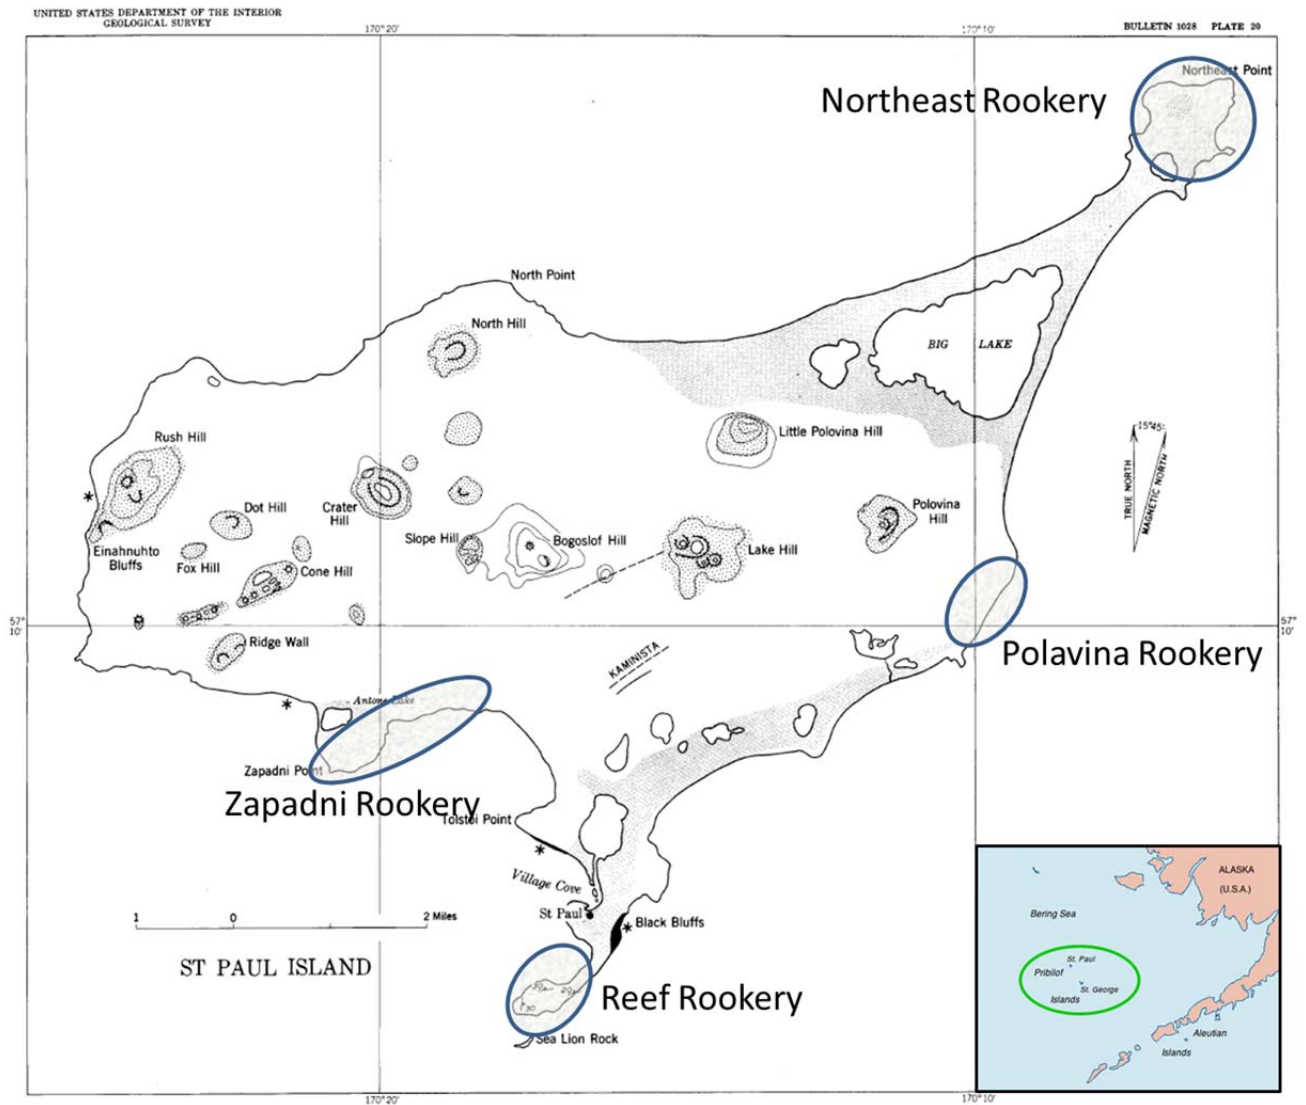 UNITED STATES DEPARTMENT OF THE INTERIOR
GEOLOGICAL SURVEY
170°20'
170°10'
BULLETIN 1028 PLATE 20
Northeast Point
Northeast Rookery
North Point
North Hill
BIG LAKE
Little Polovina Hill
Rush Hill
15°45'
TRUE NORTH
MAGNETIC NORTH
Dot Hill
Crater
Hill
Polovina
Hill
Slope Hill
Bogoslof Hill
Lake Hill
Einahnuhto
Bluffs
Fox Hill
Cone Hill
57°
10'
57°
10'
Ridge Wall
KAMINISTA
Polavina Rookery
Antone Lake
Zapadni Point
Zapadni Rookery
Tolstoi Point
Village Cove
St Paul
Black Bluffs
1 0 2 Miles
ST PAUL ISLAND
Reef Rookery
Sea Lion Rock
ALASKA
(U.S.A.)
Bering Sea
St. Paul
Pribilof
St. George
Islands
Aleutian
Islands
170°20'
170°10'